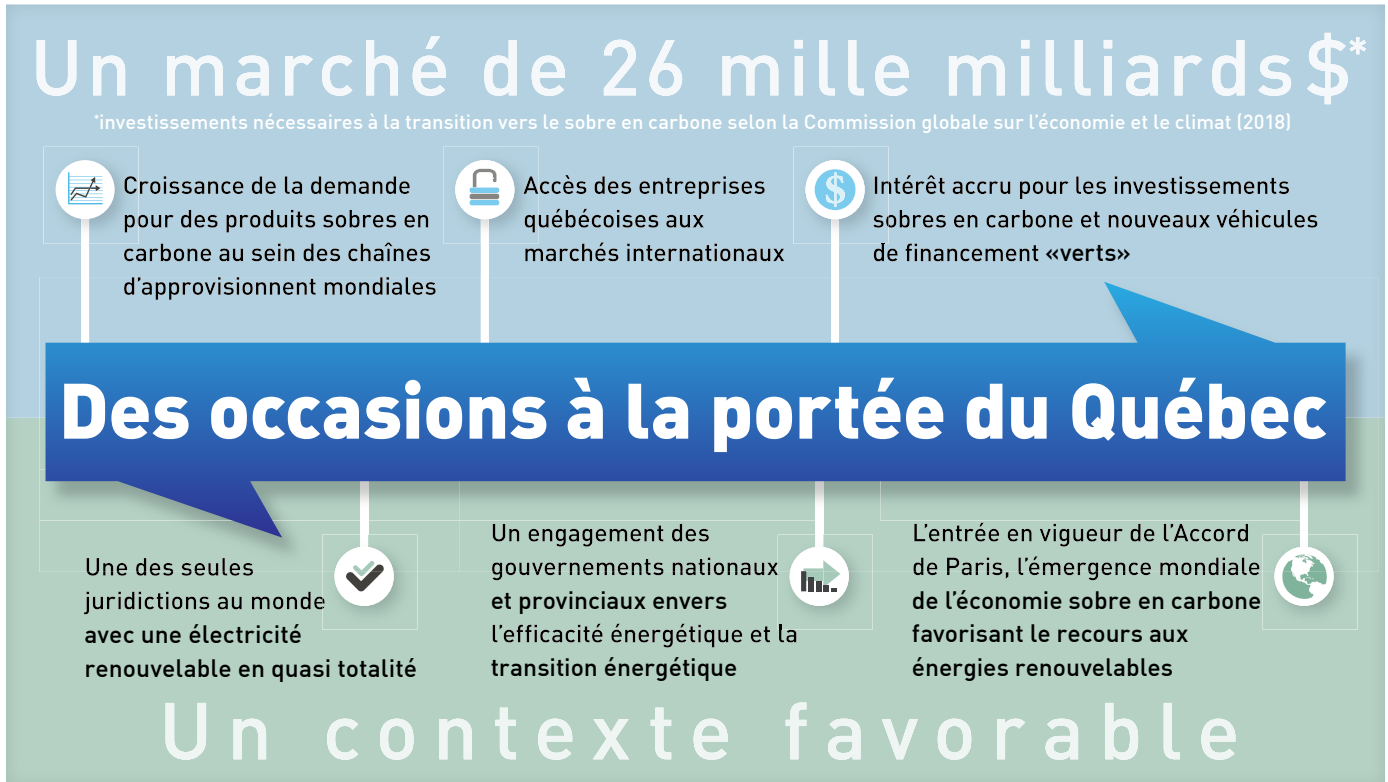 Un marché de 26 mille milliards $*
*investissements nécessaires à la transition vers le sobre en carbone selon la Commission globale sur l'économie et le climat (2018)
Croissance de la demande
pour des produits sobres en
carbone au sein des chaînes
d'approvisionnent mondiales
Accès des entreprises
québécoises aux
marchés internationaux
$
Intérêt accru pour les investissements
sobres en carbone et nouveaux véhicules
de financement «verts»
Des occasions à la portée du Québec
Une des seules
juridictions au monde
avec une électricité
renouvelable en quasi totalité
Un engagement des
gouvernements nationaux
et provinciaux envers
l'efficacité énergétique et la
transition énergétique
L'entrée en vigueur de l'Accord
de Paris, l'émergence mondiale
de l'économie sobre en carbone
favorisant le recours aux
énergies renouvelables
Un contexte favorable